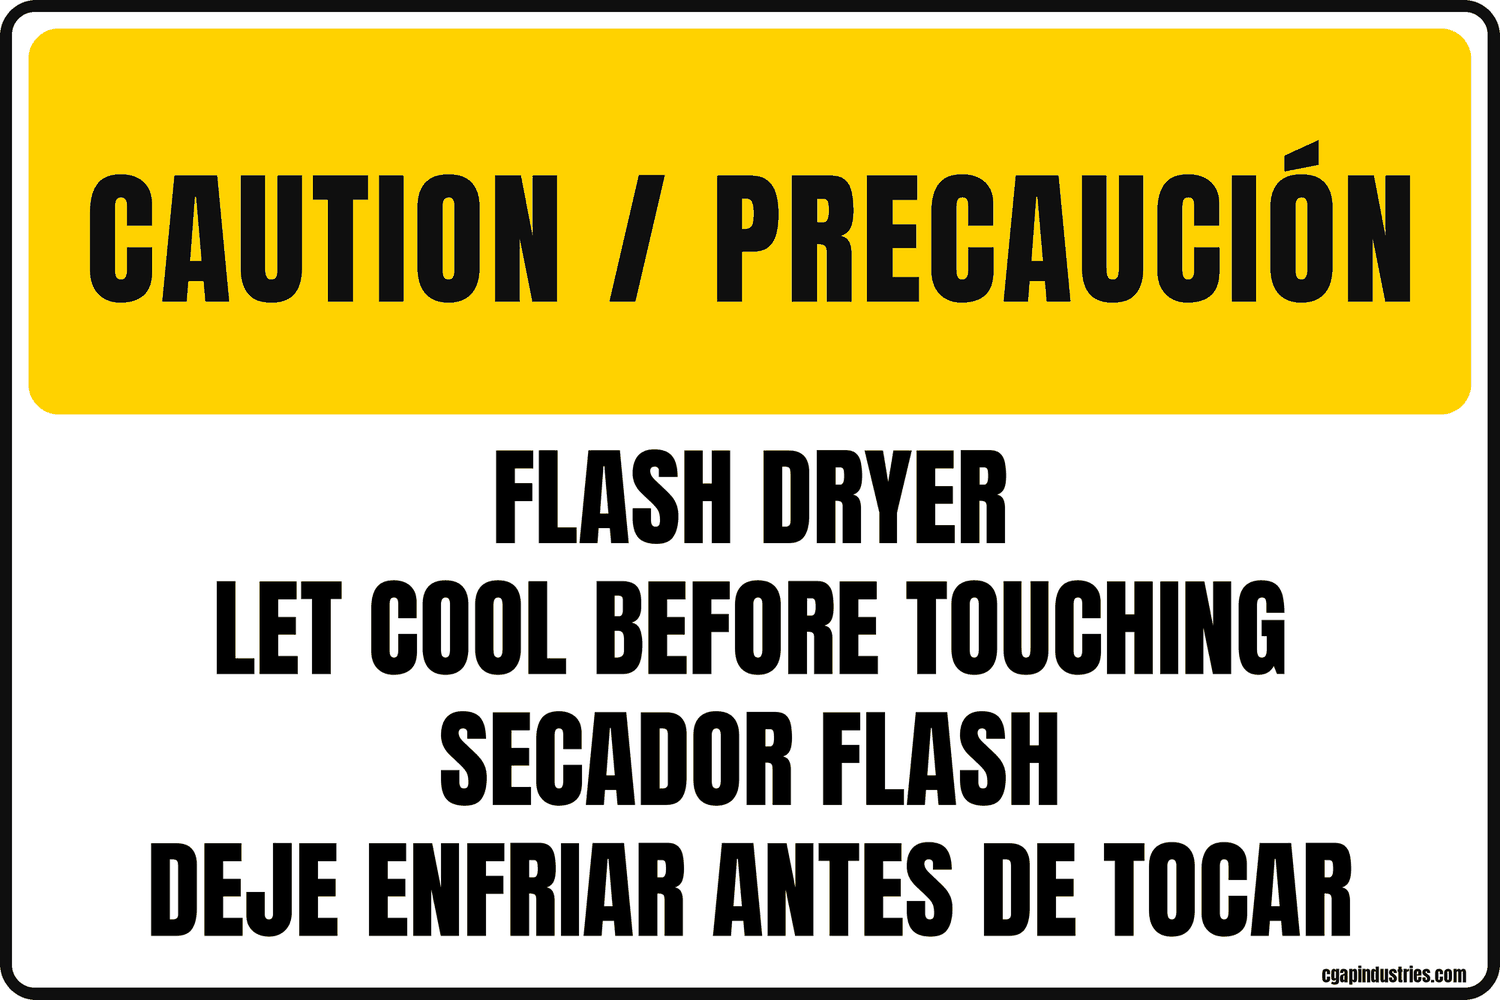 CAUTION / PRECAUCIÓN
FLASH DRYER
LET COOL BEFORE TOUCHING
SECADOR FLASH
DEJE ENFRIAR ANTES DE TOCAR
cgapindustries.com